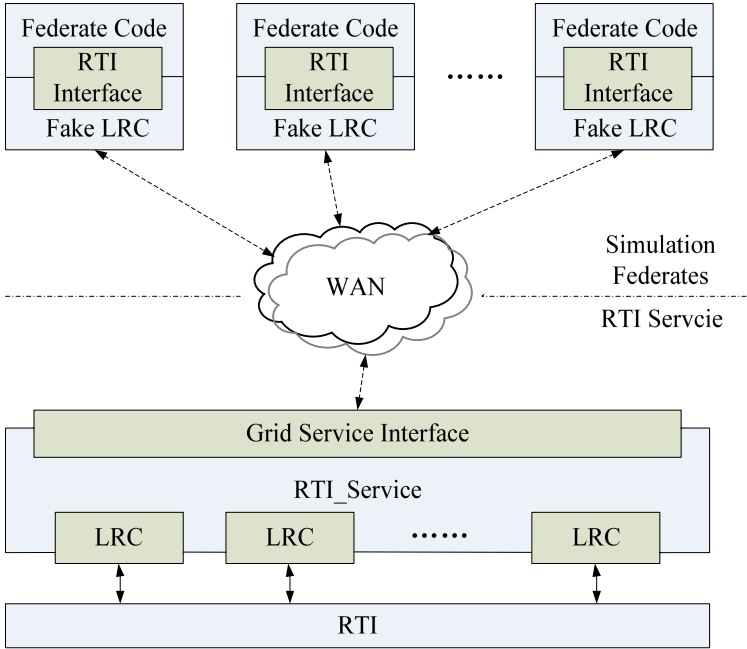 Federate Code
RTI
Interface
Fake LRC
Federate Code
RTI
Interface
Fake LRC
......
Federate Code
RTI
Interface
Fake LRC
WAN
Simulation
Federates
RTI Servcie
Grid Service Interface
RTI_Service
LRC
LRC
......
LRC
RTI